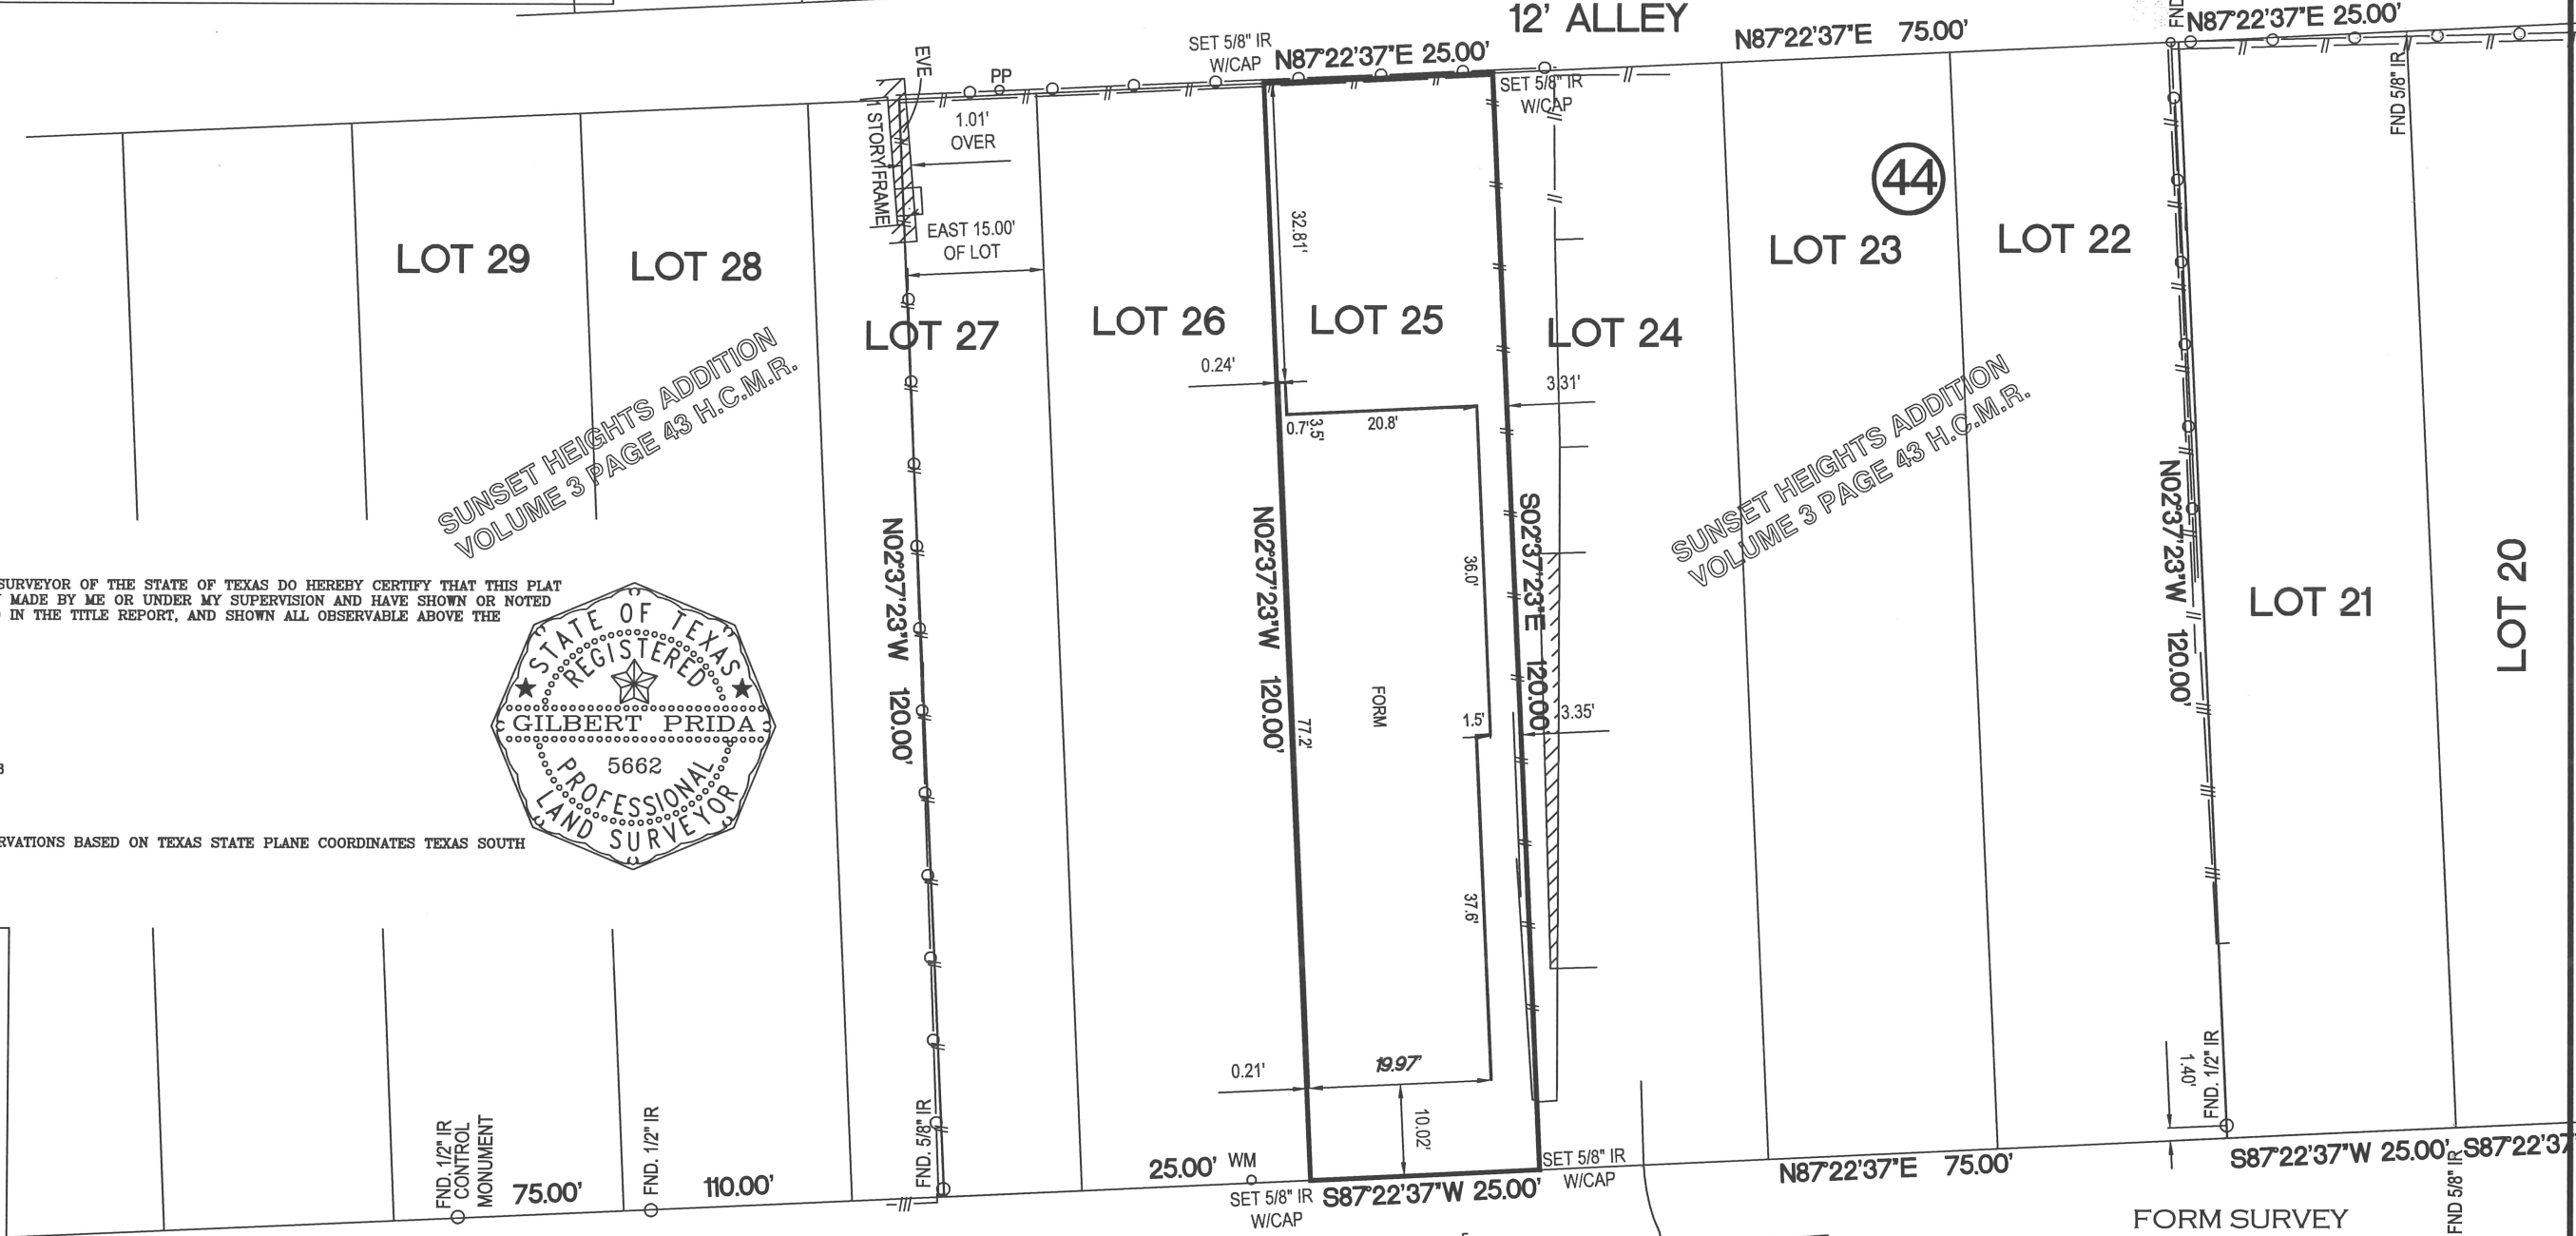 12' ALLEY
SET 5/8" IR
W/CAP
N87°22'37"E 25.00'
N87°22'37"E 75.00'
FND
N87°22'37"E 25.00'
EVE
PP
SET 5/8" IR
W/CAP
FND 5/8" IR
1 STORY FRAME
1.01'
OVER
EAST 15.00'
OF LOT
32.81'
44
LOT 29
LOT 28
LOT 27
LOT 26
LOT 25
LOT 24
LOT 23
LOT 22
LOT 21
LOT 20
0.24'
3.31'
0.7'
3.5'
20.8'
SUNSET HEIGHTS ADDITION
VOLUME 3 PAGE 43 H.C.M.R.
SUNSET HEIGHTS ADDITION
VOLUME 3 PAGE 43 H.C.M.R.
N02°37'23"W 120.00'
N02°37'23"W 120.00'
S02°37'23"E 120.00'
N02°37'23"W 120.00'
36.0'
FORM
77.2'
1.5'
3.35'
37.6'
SURVEYOR OF THE STATE OF TEXAS DO HEREBY CERTIFY THAT THIS PLAT
MADE BY ME OR UNDER MY SUPERVISION AND HAVE SHOWN OR NOTED
IN THE TITLE REPORT, AND SHOWN ALL OBSERVABLE ABOVE THE
STATE OF TEXAS
REGISTERED
GILBERT PRIDA
5662
PROFESSIONAL
LAND SURVEYOR
RVATIONS BASED ON TEXAS STATE PLANE COORDINATES TEXAS SOUTH
0.21'
19.97'
10.02'
1.40'
FND. 1/2" IR
FND. 1/2" IR
CONTROL
MONUMENT
75.00'
FND. 1/2" IR
110.00'
FND. 5/8" IR
25.00'
WM
SET 5/8" IR
W/CAP
S87°22'37"W 25.00'
SET 5/8" IR
W/CAP
N87°22'37"E 75.00'
S87°22'37"W 25.00'
S87°22'37
FND 5/8" IR
FORM SURVEY